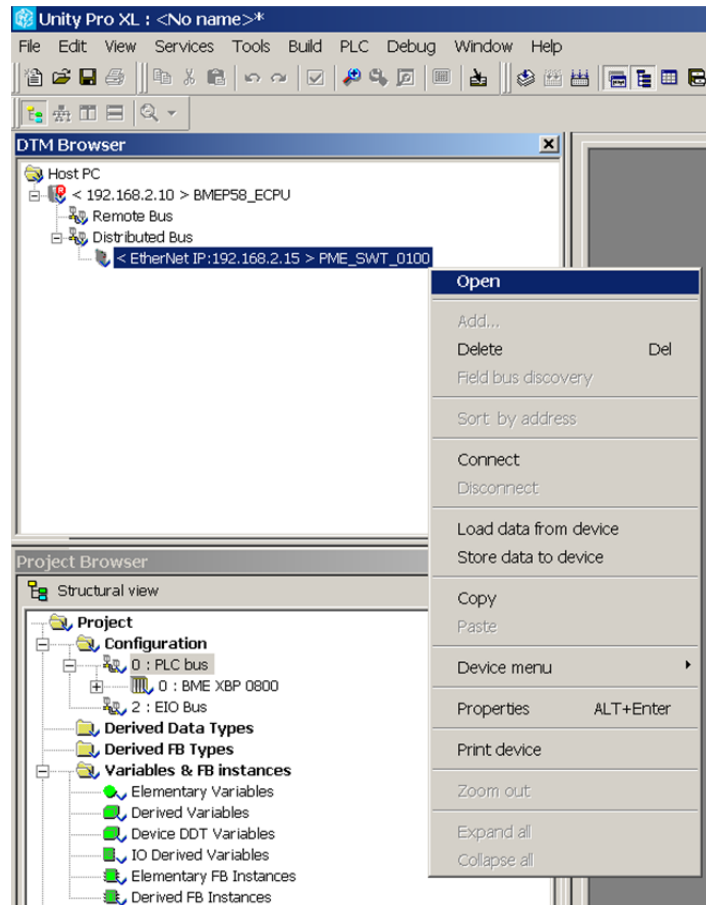 Unity Pro XL : <No name>*
File Edit View Services Tools Build PLC Debug Window Help
DTM Browser
Host PC
< 192.168.2.10 > BMEP58_ECPU
Remote Bus
Distributed Bus
< EtherNet IP:192.168.2.15 > PME_SWT_0100
Open
Add...
Delete Del
Field bus discovery
Sort by address
Connect
Disconnect
Load data from device
Store data to device
Copy
Paste
Device menu
Properties ALT+Enter
Print device
Zoom out
Expand all
Collapse all
Project Browser
Structural view
Project
Configuration
0 : PLC bus
0 : BME XBP 0800
2 : EIO Bus
Derived Data Types
Derived FB Types
Variables & FB instances
Elementary Variables
Derived Variables
Device DDT Variables
IO Derived Variables
Elementary FB Instances
Derived FB Instances